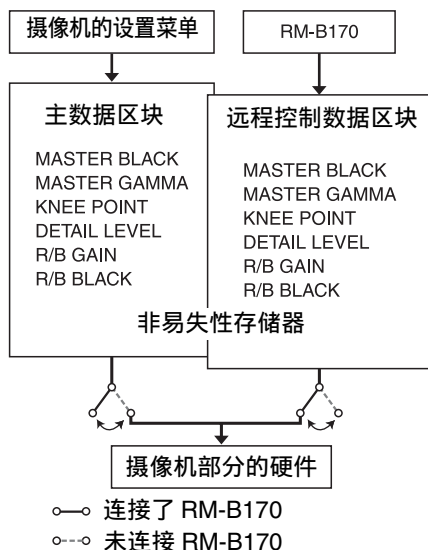 摄像机的设置菜单
RM-B170
主数据区块
MASTER BLACK
MASTER GAMMA
KNEE POINT
DETAIL LEVEL
R/B GAIN
R/B BLACK
远程控制数据区块
MASTER BLACK
MASTER GAMMA
KNEE POINT
DETAIL LEVEL
R/B GAIN
R/B BLACK
非易失性存储器
摄像机部分的硬件
连接了 RM-B170
未连接 RM-B170